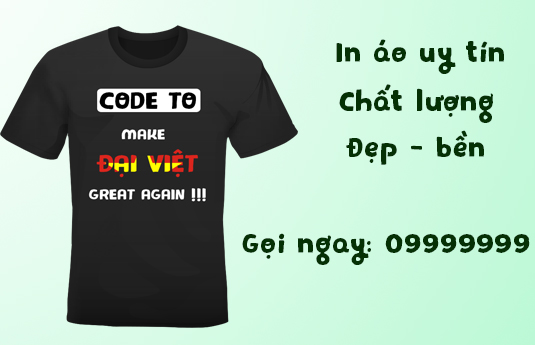 CODE TO
MAKE
ĐẠI VIỆT
GREAT AGAIN !!!
In áo uy tín
Chất lượng
Đẹp - bền
Gọi ngay: 09999999